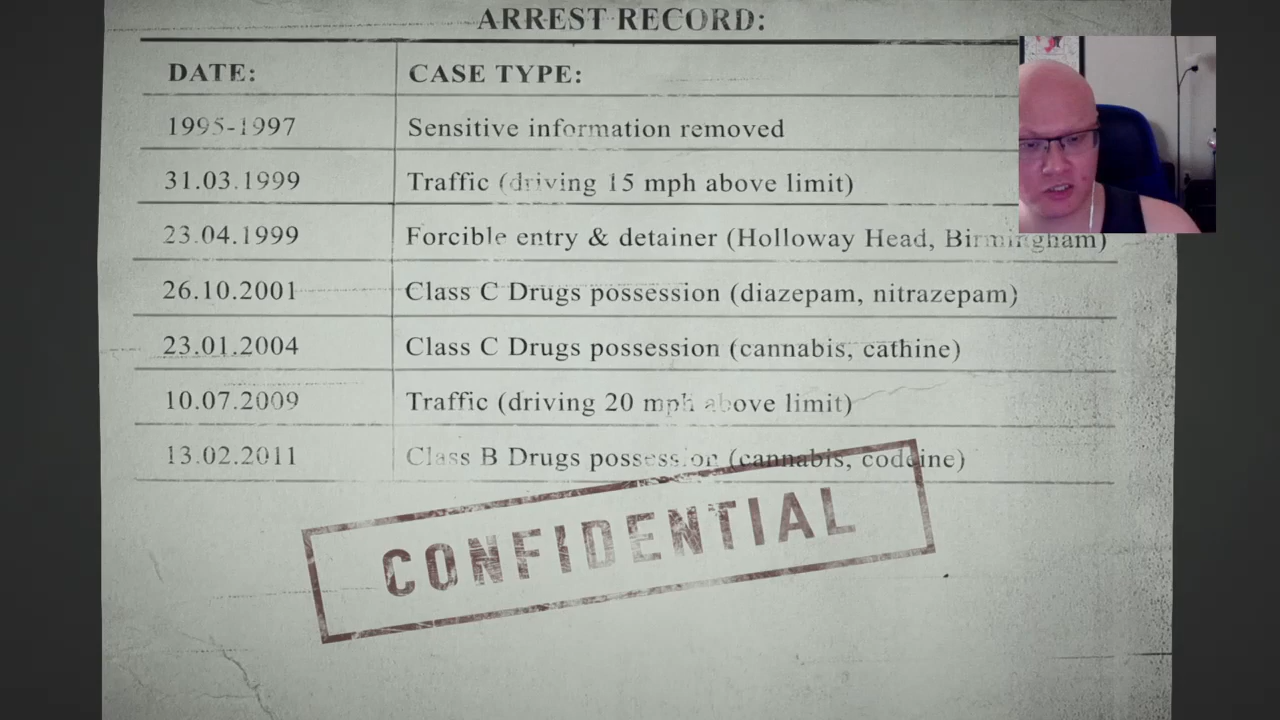 ARREST RECORD:
DATE: CASE TYPE:
1995-1997 Sensitive information removed
31.03.1999 Traffic (driving 15 mph above limit)
23.04.1999 Forcible entry & detainer (Holloway Head, Birmingham)
26.10.2001 Class C Drugs possession (diazepam, nitrazepam)
23.01.2004 Class C Drugs possession (cannabis, cathine)
10.07.2009 Traffic (driving 20 mph above limit)
13.02.2011 Class B Drugs possession (cannabis, codeine)
CONFIDENTIAL